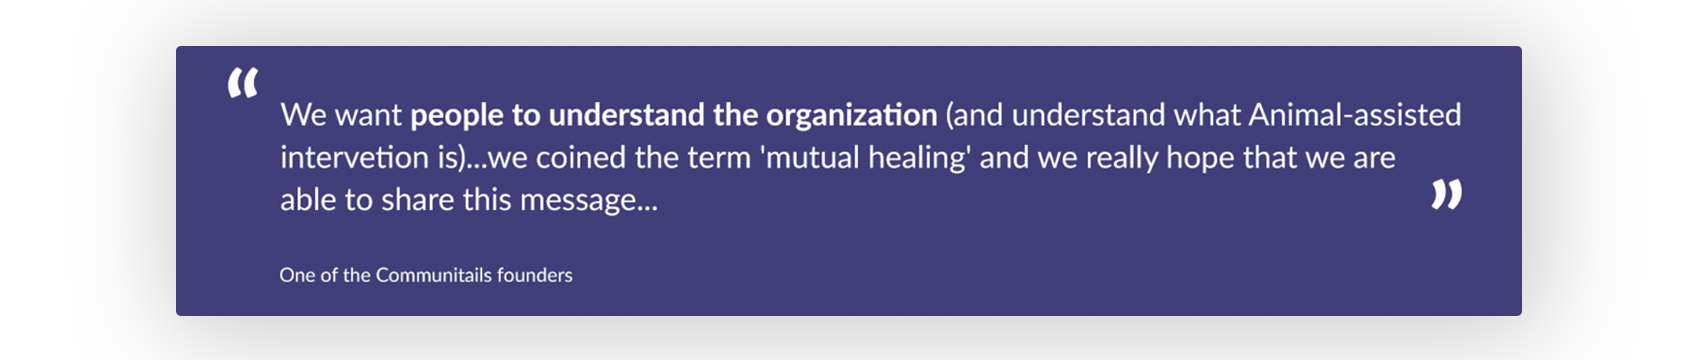 “
We want people to understand the organization (and understand what Animal-assisted
intervetion is)...we coined the term 'mutual healing' and we really hope that we are
able to share this message...
”
One of the Communitails founders